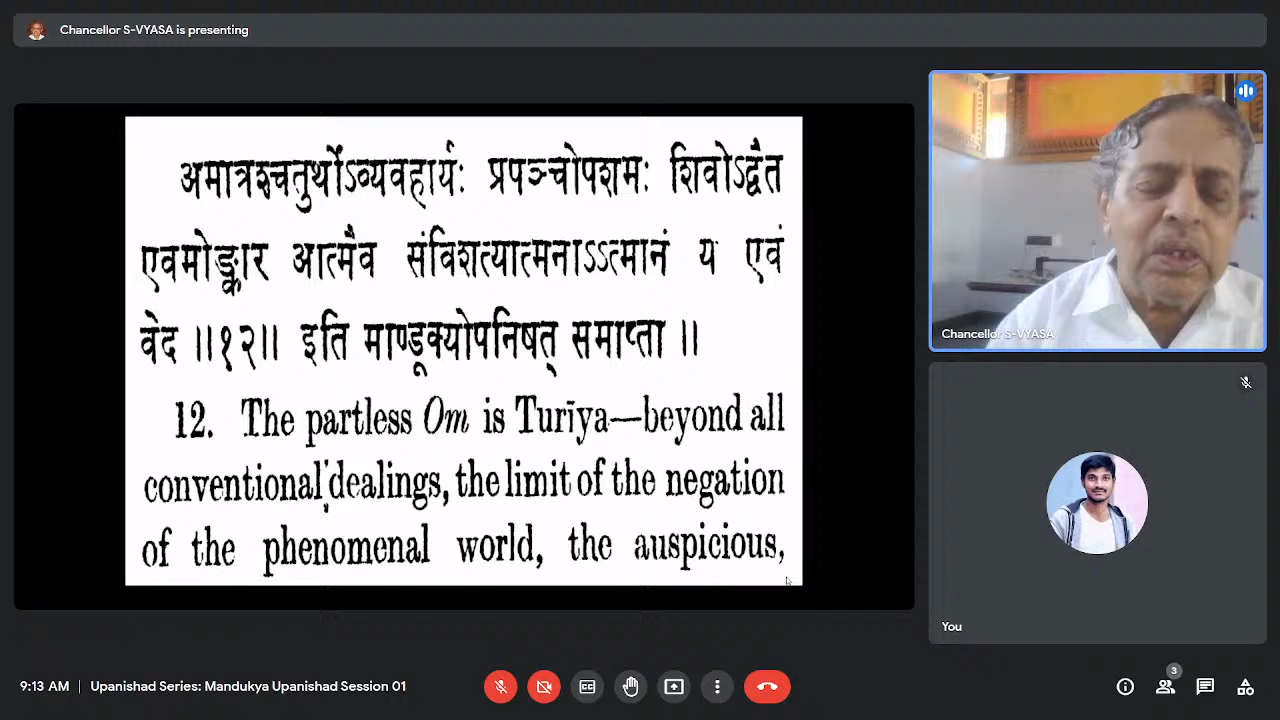 Chancellor S-VYASA is presenting
अमात्रश्चतुर्थोऽव्यवहार्यः प्रपञ्चोपशमः शिवोऽद्वैत
एवमोङ्कार आत्मैव संविशत्यात्मनाऽऽत्मानं य एवं
वेद ॥१२॥ इति माण्डूक्योपनिषत् समाप्ता ॥
12. The partless Om is Turīya—beyond all
conventional dealings, the limit of the negation
of the phenomenal world, the auspicious,
Chancellor S-VYASA
You
9:13 AM | Upanishad Series: Mandukya Upanishad Session 01
3